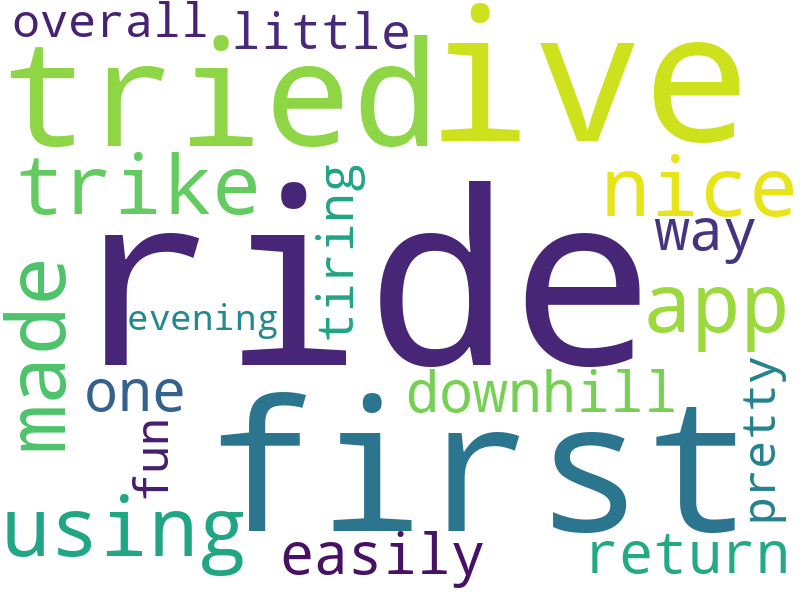 overall
little
tried
ive
trike
tiring
nice
way
ride
made
evening
app
one
downhill
pretty
fun
first
using
easily
return